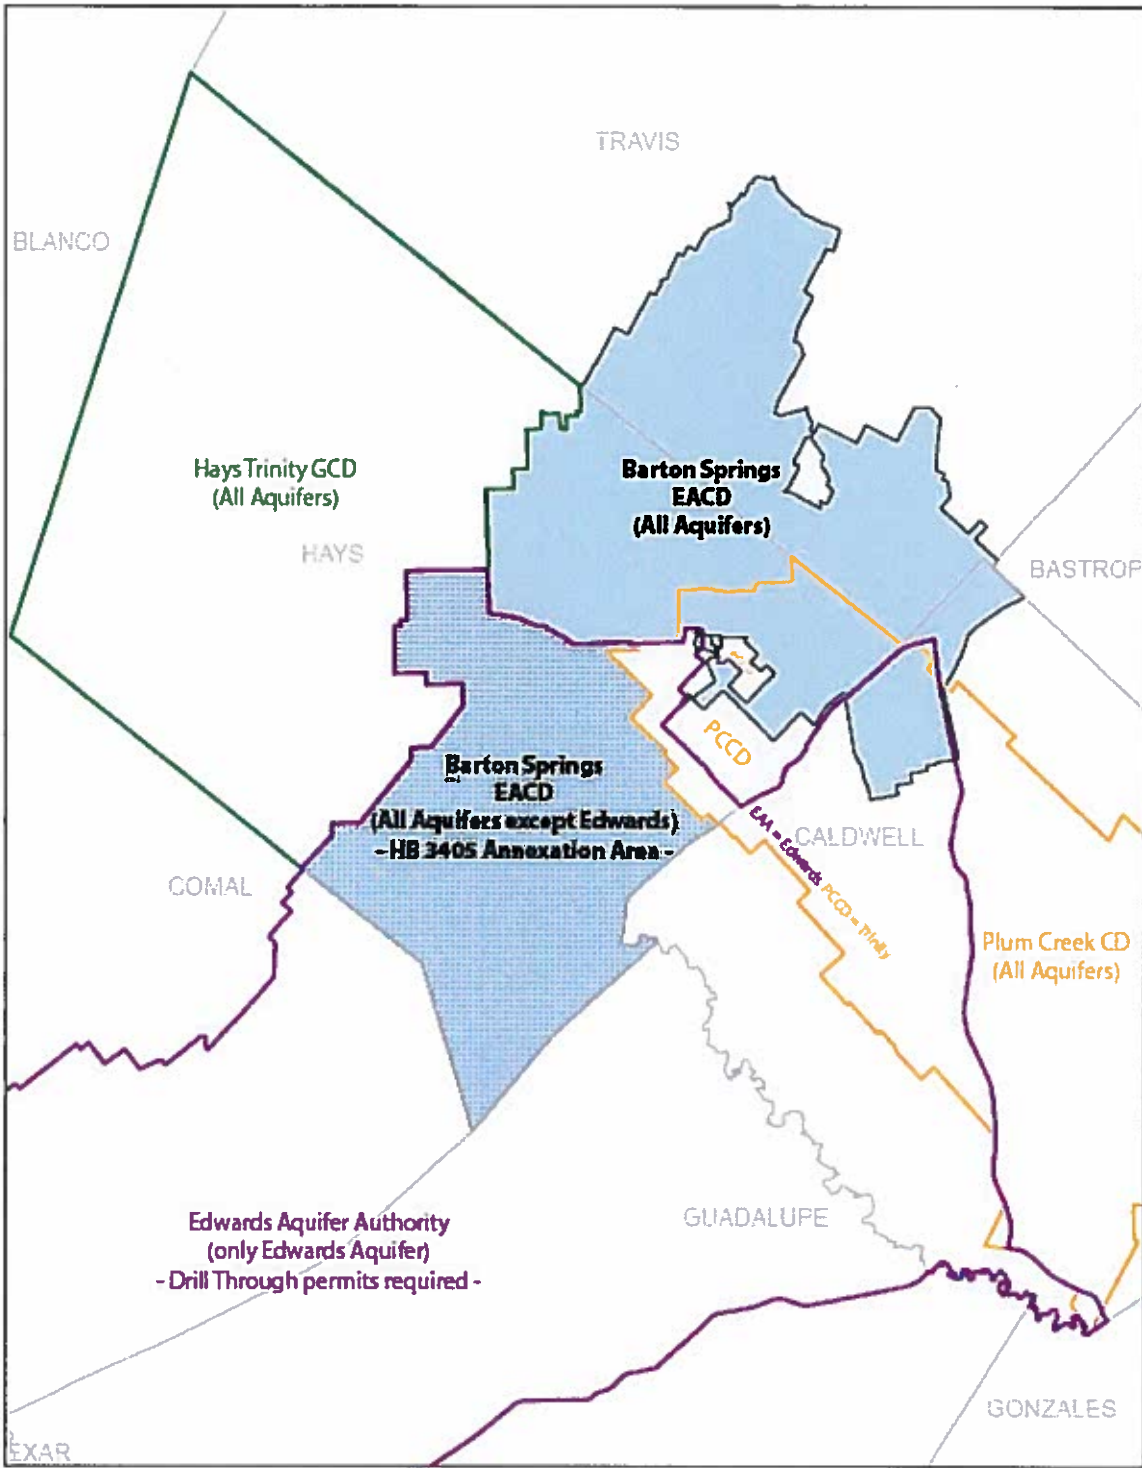 TRAVIS
BLANCO
Hays Trinity GCD
(All Aquifers)
HAYS
Barton Springs
EACD
(All Aquifers)
BASTROP
PCCD
Barton Springs
EACD
(All Aquifers except Edwards)
- HB 3405 Annexation Area -
EAA = Edwards PCCD = Trinity
CALDWELL
COMAL
Plum Creek CD
(All Aquifers)
Edwards Aquifer Authority
(only Edwards Aquifer)
- Drill Through permits required -
GUADALUPE
GONZALES
EXAR